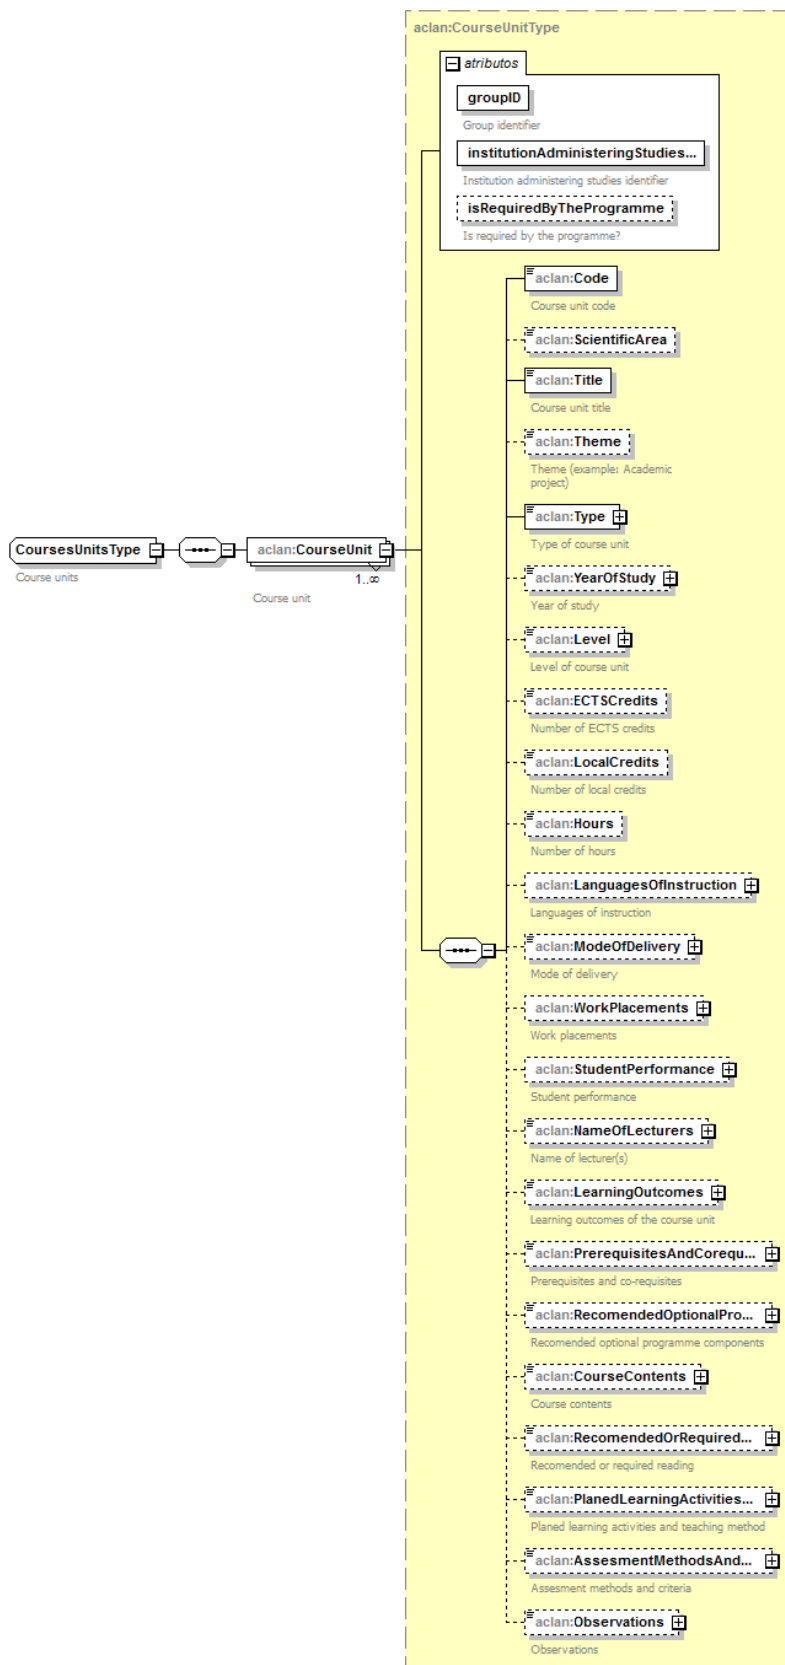 aclan:CourseUnitType
atributos
groupID
Group identifier
institutionAdministeringStudies...
Institution administering studies identifier
isRequiredByTheProgramme
Is required by the programme?
aclan:Code
Course unit code
aclan:ScientificArea
aclan:Title
Course unit title
aclan:Theme
Theme (example: Academic
project)
CoursesUnitsType
Course units
aclan:CourseUnit
1..∞
Course unit
aclan:Type
Type of course unit
aclan:YearOfStudy
Year of study
aclan:Level
Level of course unit
aclan:ECTSCredits
Number of ECTS credits
aclan:LocalCredits
Number of local credits
aclan:Hours
Number of hours
aclan:LanguagesOfInstruction
Languages of instruction
aclan:ModeOfDelivery
Mode of delivery
aclan:WorkPlacements
Work placements
aclan:StudentPerformance
Student performance
aclan:NameOfLecturers
Name of lecturer(s)
aclan:LearningOutcomes
Learning outcomes of the course unit
aclan:PrerequisitesAndCorequ...
Prerequisites and co-requisites
aclan:RecomendedOptionalPro...
Recomended optional programme components
aclan:CourseContents
Course contents
aclan:RecomendedOrRequired...
Recomended or required reading
aclan:PlanedLearningActivities...
Planed learning activities and teaching method
aclan:AssesmentMethodsAnd...
Assesment methods and criteria
aclan:Observations
Observations